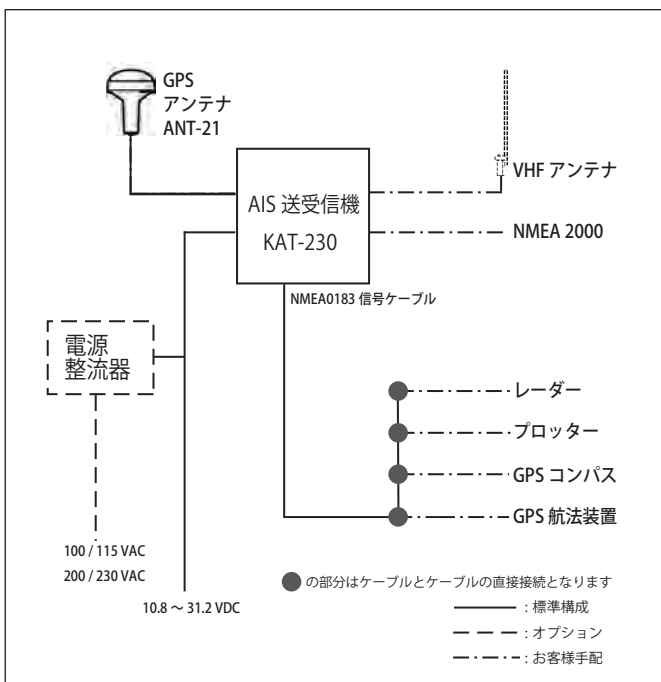 GPS
アンテナ
ANT-21
VHF アンテナ
AIS 送受信機
KAT-230
NMEA 2000
NMEA0183 信号ケーブル
電源
整流器
レーダー
プロッター
GPS コンパス
GPS 航法装置
100 / 115 VAC
200 / 230 VAC
10.8 ～ 31.2 VDC
の部分はケーブルとケーブルの直接接続となります
: 標準構成
: オプション
: お客様手配